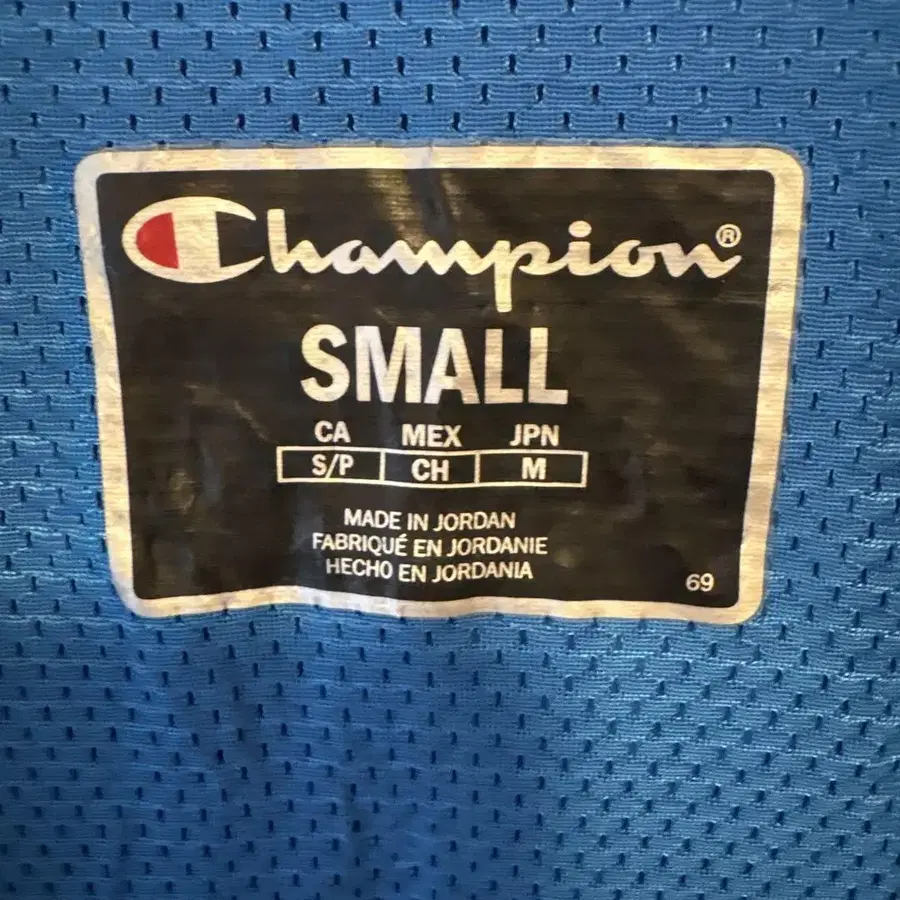 Champion®
SMALL
CA MEX JPN
S/P CH M
MADE IN JORDAN
FABRIQUÉ EN JORDANIE
HECHO EN JORDANIA
69